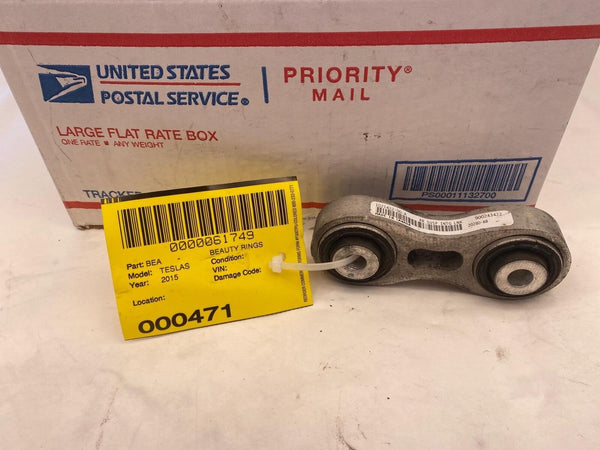 UNITED STATES
POSTAL SERVICE®
PRIORITY®
MAIL
LARGE FLAT RATE BOX
ONE RATE ■ ANY WEIGHT
PS00011132700
0000061749
Part: BEA
BEAUTY RINGS
Model: TESLAS
Condition:
Year: 2015
VIN:
Damage Code:
Location:
000471